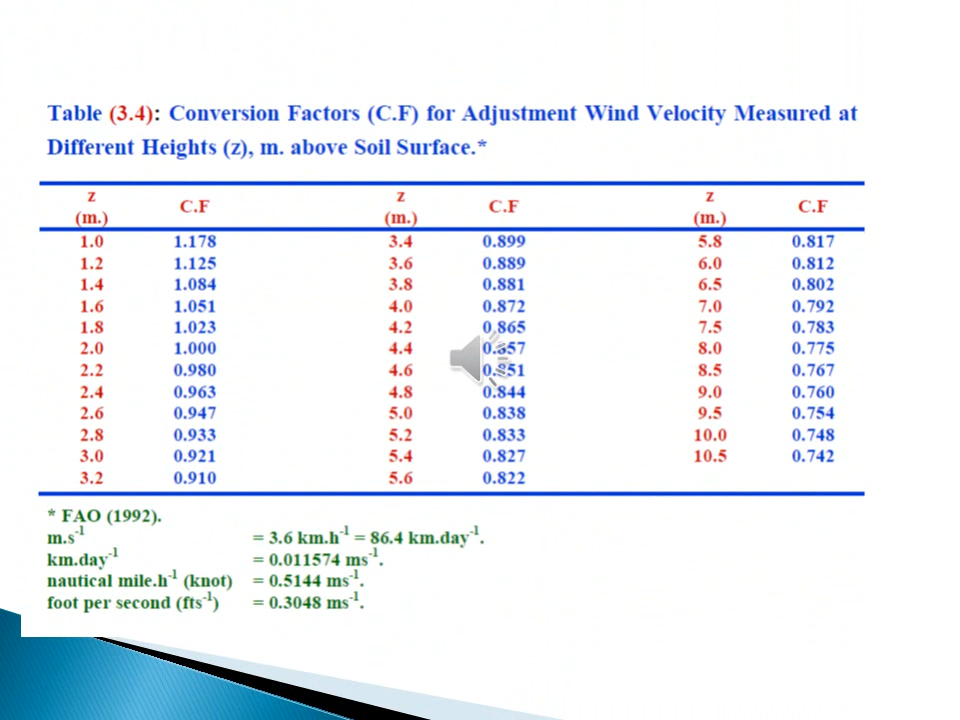 Table (3.4): Conversion Factors (C.F) for Adjustment Wind Velocity Measured at
Different Heights (z), m. above Soil Surface.*
z (m.) C.F z (m.) C.F z (m.) C.F
1.0 1.178 3.4 0.899 5.8 0.817
1.2 1.125 3.6 0.889 6.0 0.812
1.4 1.084 3.8 0.881 6.5 0.802
1.6 1.051 4.0 0.872 7.0 0.792
1.8 1.023 4.2 0.865 7.5 0.783
2.0 1.000 4.4 0.857 8.0 0.775
2.2 0.980 4.6 0.851 8.5 0.767
2.4 0.963 4.8 0.844 9.0 0.760
2.6 0.947 5.0 0.838 9.5 0.754
2.8 0.933 5.2 0.833 10.0 0.748
3.0 0.921 5.4 0.827 10.5 0.742
3.2 0.910 5.6 0.822
* FAO (1992).
m.s⁻¹ = 3.6 km.h⁻¹ = 86.4 km.day⁻¹.
km.day⁻¹ = 0.011574 ms⁻¹.
nautical mile.h⁻¹ (knot) = 0.5144 ms⁻¹.
foot per second (fts⁻¹) = 0.3048 ms⁻¹.